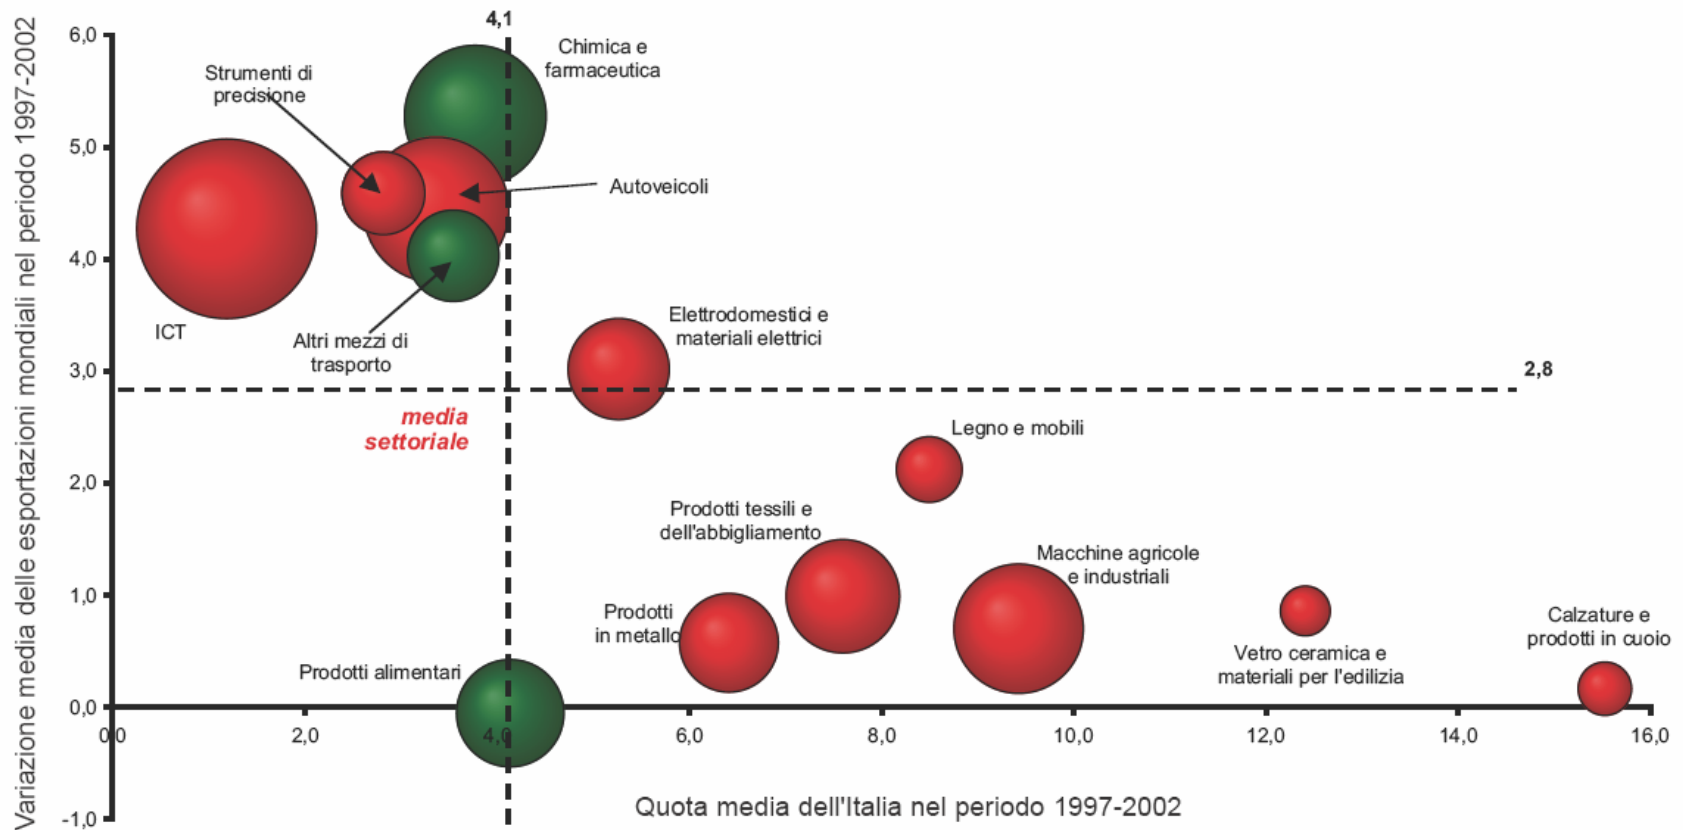 Variazione media delle esportazioni mondiali nel periodo 1997-2002
4,1
6,0
5,0
4,0
3,0
2,0
1,0
0,0
-1,0
Strumenti di
precisione
Chimica e
farmaceutica
Autoveicoli
ICT
Altri mezzi di
trasporto
Elettrodomestici e
materiali elettrici
2,8
media
settoriale
Legno e mobili
Prodotti tessili e
dell'abbigliamento
Macchine agricole
e industriali
Prodotti
in metallo
Vetro ceramica e
materiali per l'edilizia
Calzature e
prodotti in cuoio
Prodotti alimentari
0,0
2,0
4,0
6,0
8,0
10,0
12,0
14,0
16,0
Quota media dell'Italia nel periodo 1997-2002